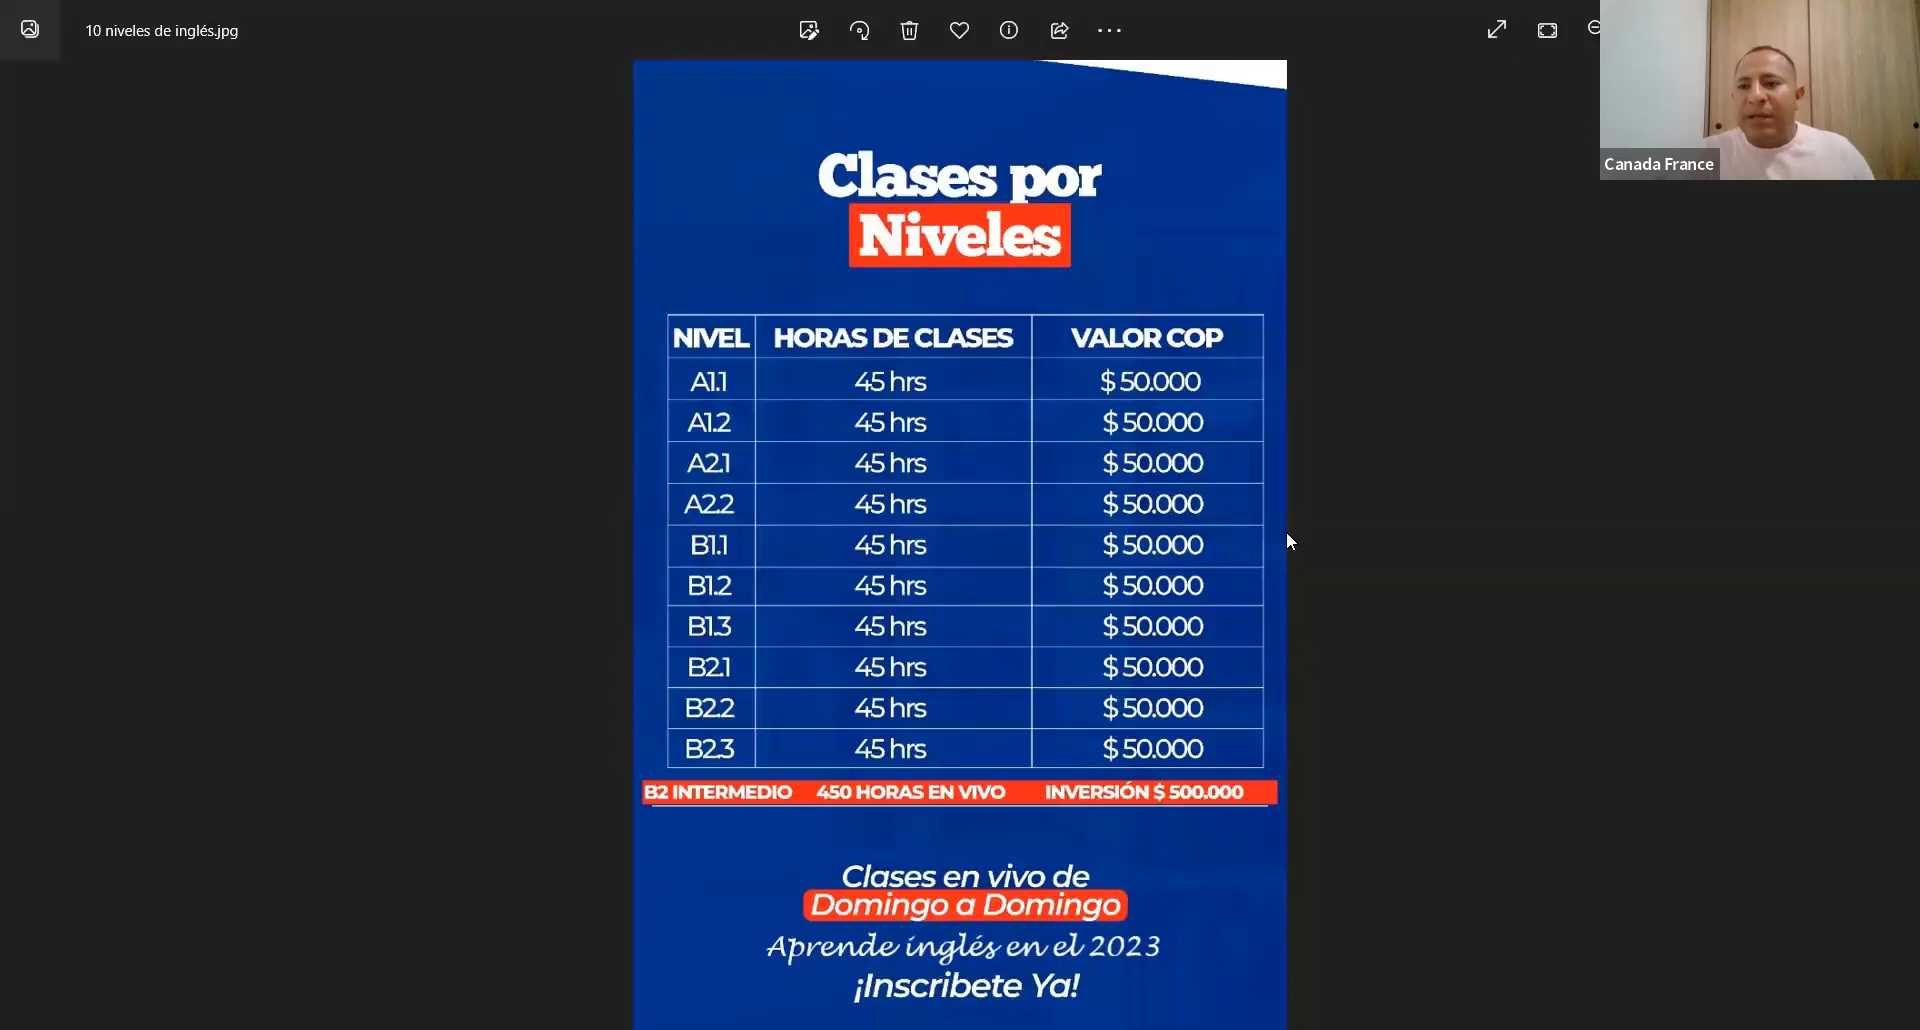 10 niveles de inglés.jpg
Canada France
Clases por
Niveles
NIVEL HORAS DE CLASES VALOR COP
A1.1 45 hrs $ 50.000
A1.2 45 hrs $ 50.000
A2.1 45 hrs $ 50.000
A2.2 45 hrs $ 50.000
B1.1 45 hrs $ 50.000
B1.2 45 hrs $ 50.000
B1.3 45 hrs $ 50.000
B2.1 45 hrs $ 50.000
B2.2 45 hrs $ 50.000
B2.3 45 hrs $ 50.000
B2 INTERMEDIO 450 HORAS EN VIVO INVERSIÓN $ 500.000
Clases en vivo de
Domingo a Domingo
Aprende inglés en el 2023
¡Inscribete Ya!